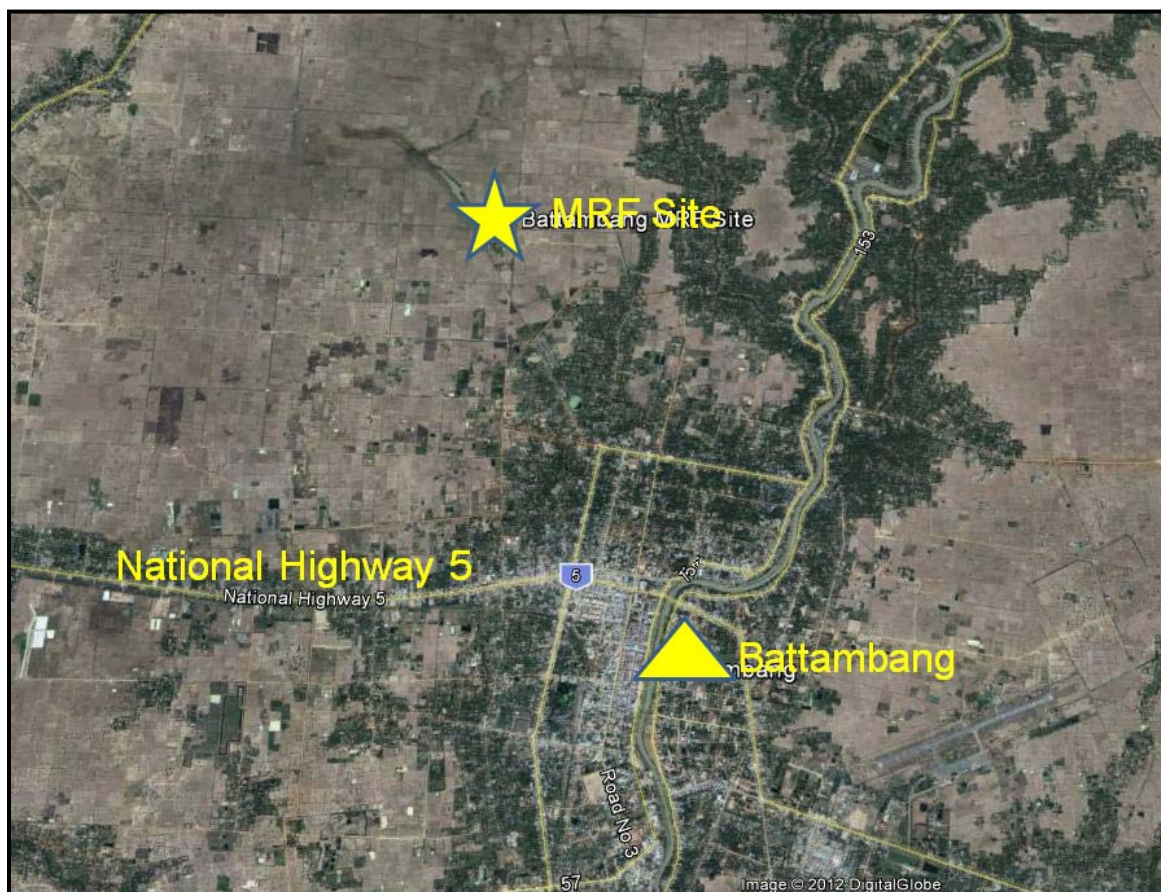 MRF Site
Battambang MRF Site
153
National Highway 5
5
National Highway 5
Battambang
Road No 3
57
Image © 2012 DigitalGlobe